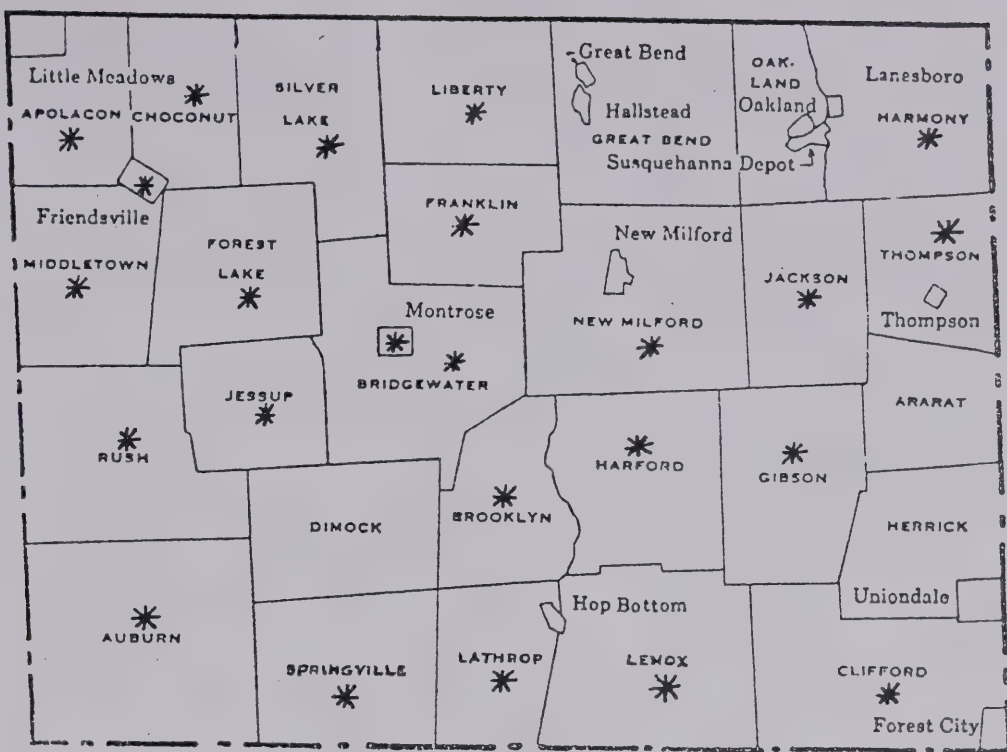 Great Bend
OAK-
LAND
Oakland
Lanesboro
HARMONY
Little Meadows
APOLACON
CHOCONUT
SILVER
LAKE
LIBERTY
Hallstead
GREAT BEND
Susquehanna Depot
Friendsville
MIDDLETOWN
FOREST
LAKE
FRANKLIN
New Milford
NEW MILFORD
JACKSON
THOMPSON
Thompson
Montrose
BRIDGEWATER
JESSUP
ARARAT
RUSH
HARFORD
GIBSON
BROOKLYN
DIMOCK
HERRICK
Uniondale
Hop Bottom
AUBURN
SPRINGVILLE
LATHROP
LENOX
CLIFFORD
Forest City